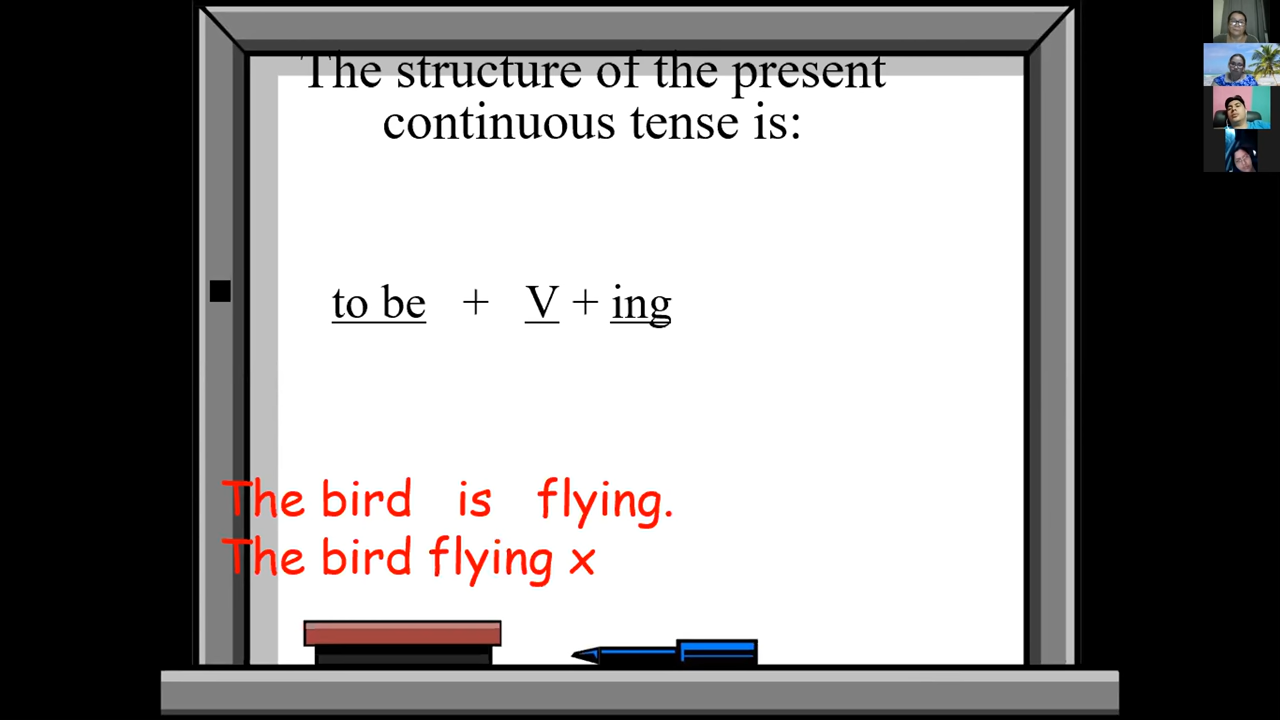 The structure of the present
continuous tense is:
to be + V + ing
The bird is flying.
The bird flying x